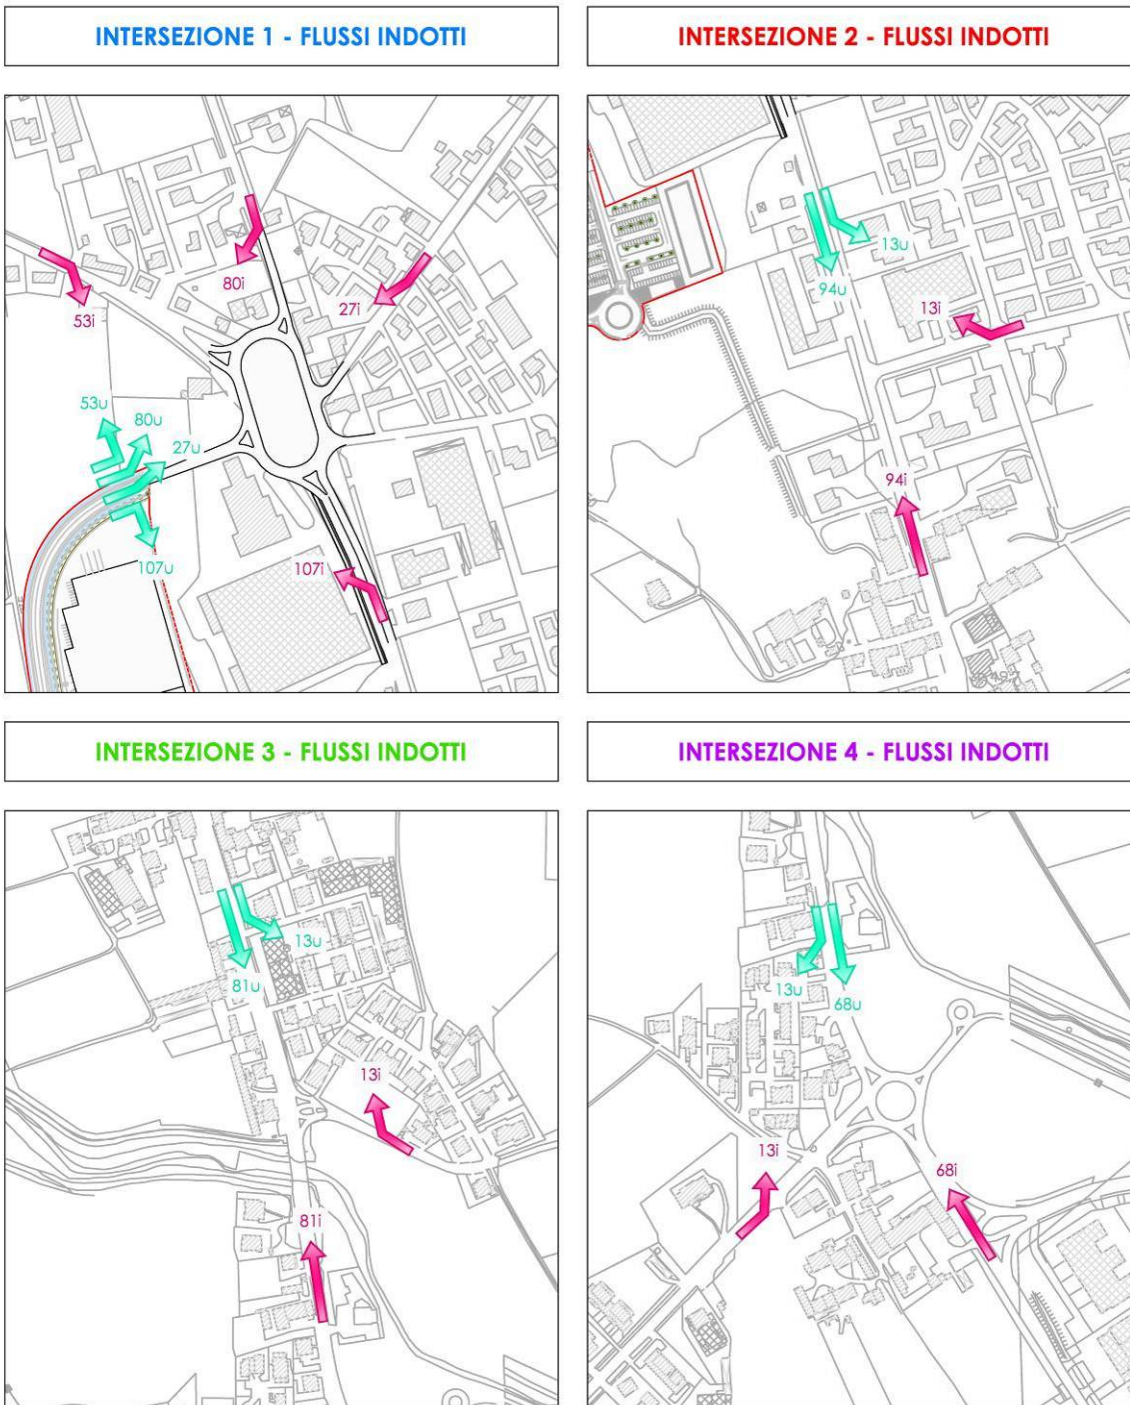 INTERSEZIONE 1 - FLUSSI INDOTTI
INTERSEZIONE 2 - FLUSSI INDOTTI
80i
53i
27i
53u
80u
27u
107u
107i
13u
94u
13i
94i
INTERSEZIONE 3 - FLUSSI INDOTTI
INTERSEZIONE 4 - FLUSSI INDOTTI
13u
81u
13i
81i
13u
68u
13i
68i